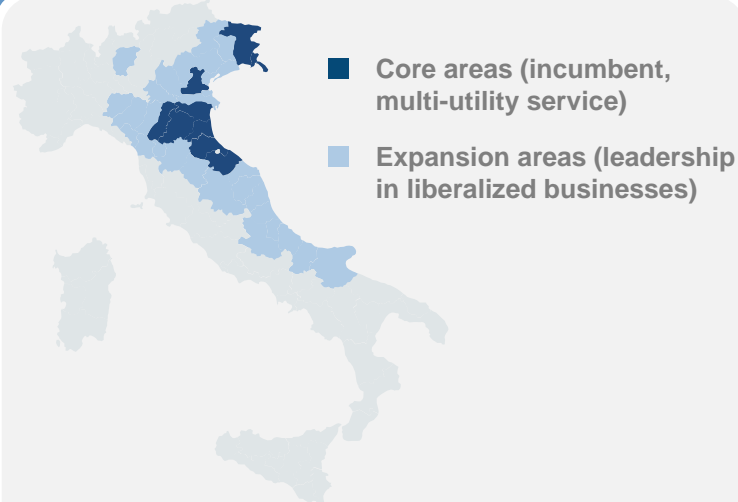 Core areas (incumbent,
multi-utility service)
Expansion areas (leadership
in liberalized businesses)